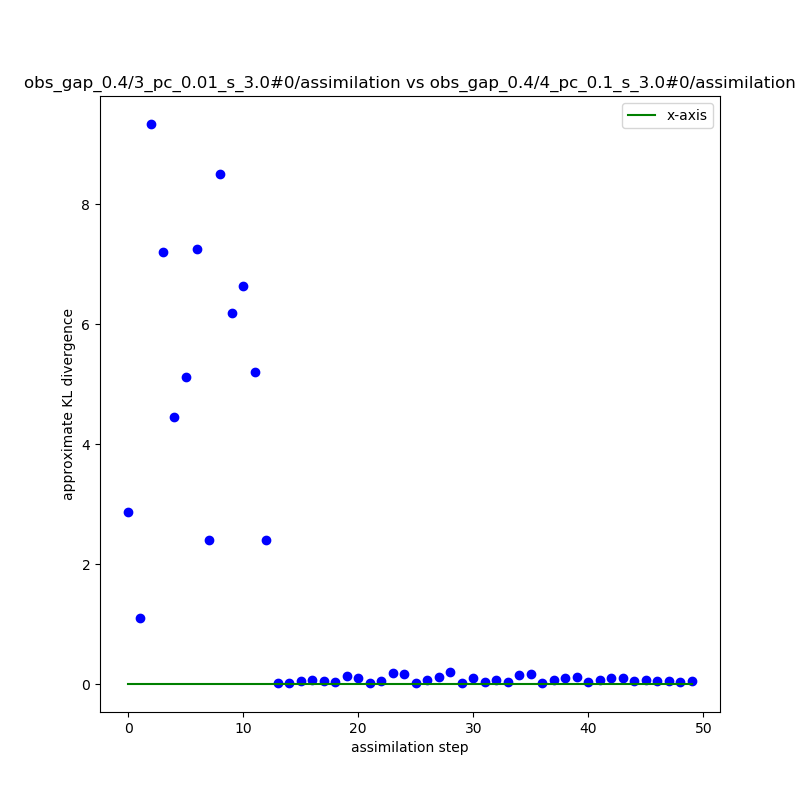 obs_gap_0.4/3_pc_0.01_s_3.0#0/assimilation vs obs_gap_0.4/4_pc_0.1_s_3.0#0/assimilation
x-axis
8
6
4
2
0
approximate KL divergence
0 10 20 30 40 50
assimilation step